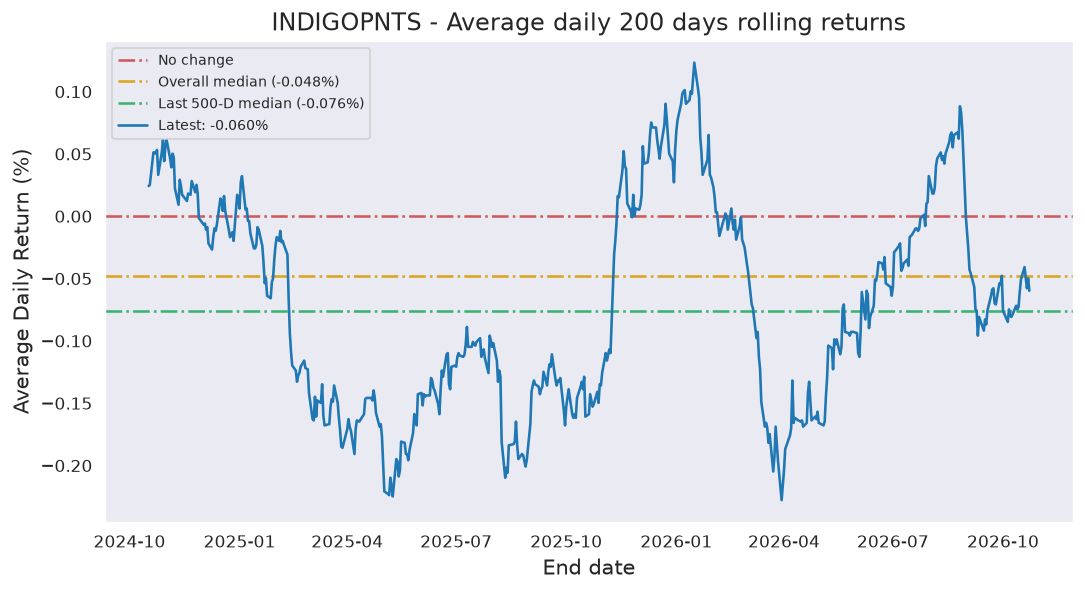 INDIGOPNTS - Average daily 200 days rolling returns
No change
Overall median (-0.048%)
Last 500-D median (-0.076%)
Latest: -0.060%
Average Daily Return (%)
0.10
0.05
0.00
−0.05
−0.10
−0.15
−0.20
2024-10 2025-01 2025-04 2025-07 2025-10 2026-01 2026-04 2026-07 2026-10
End date